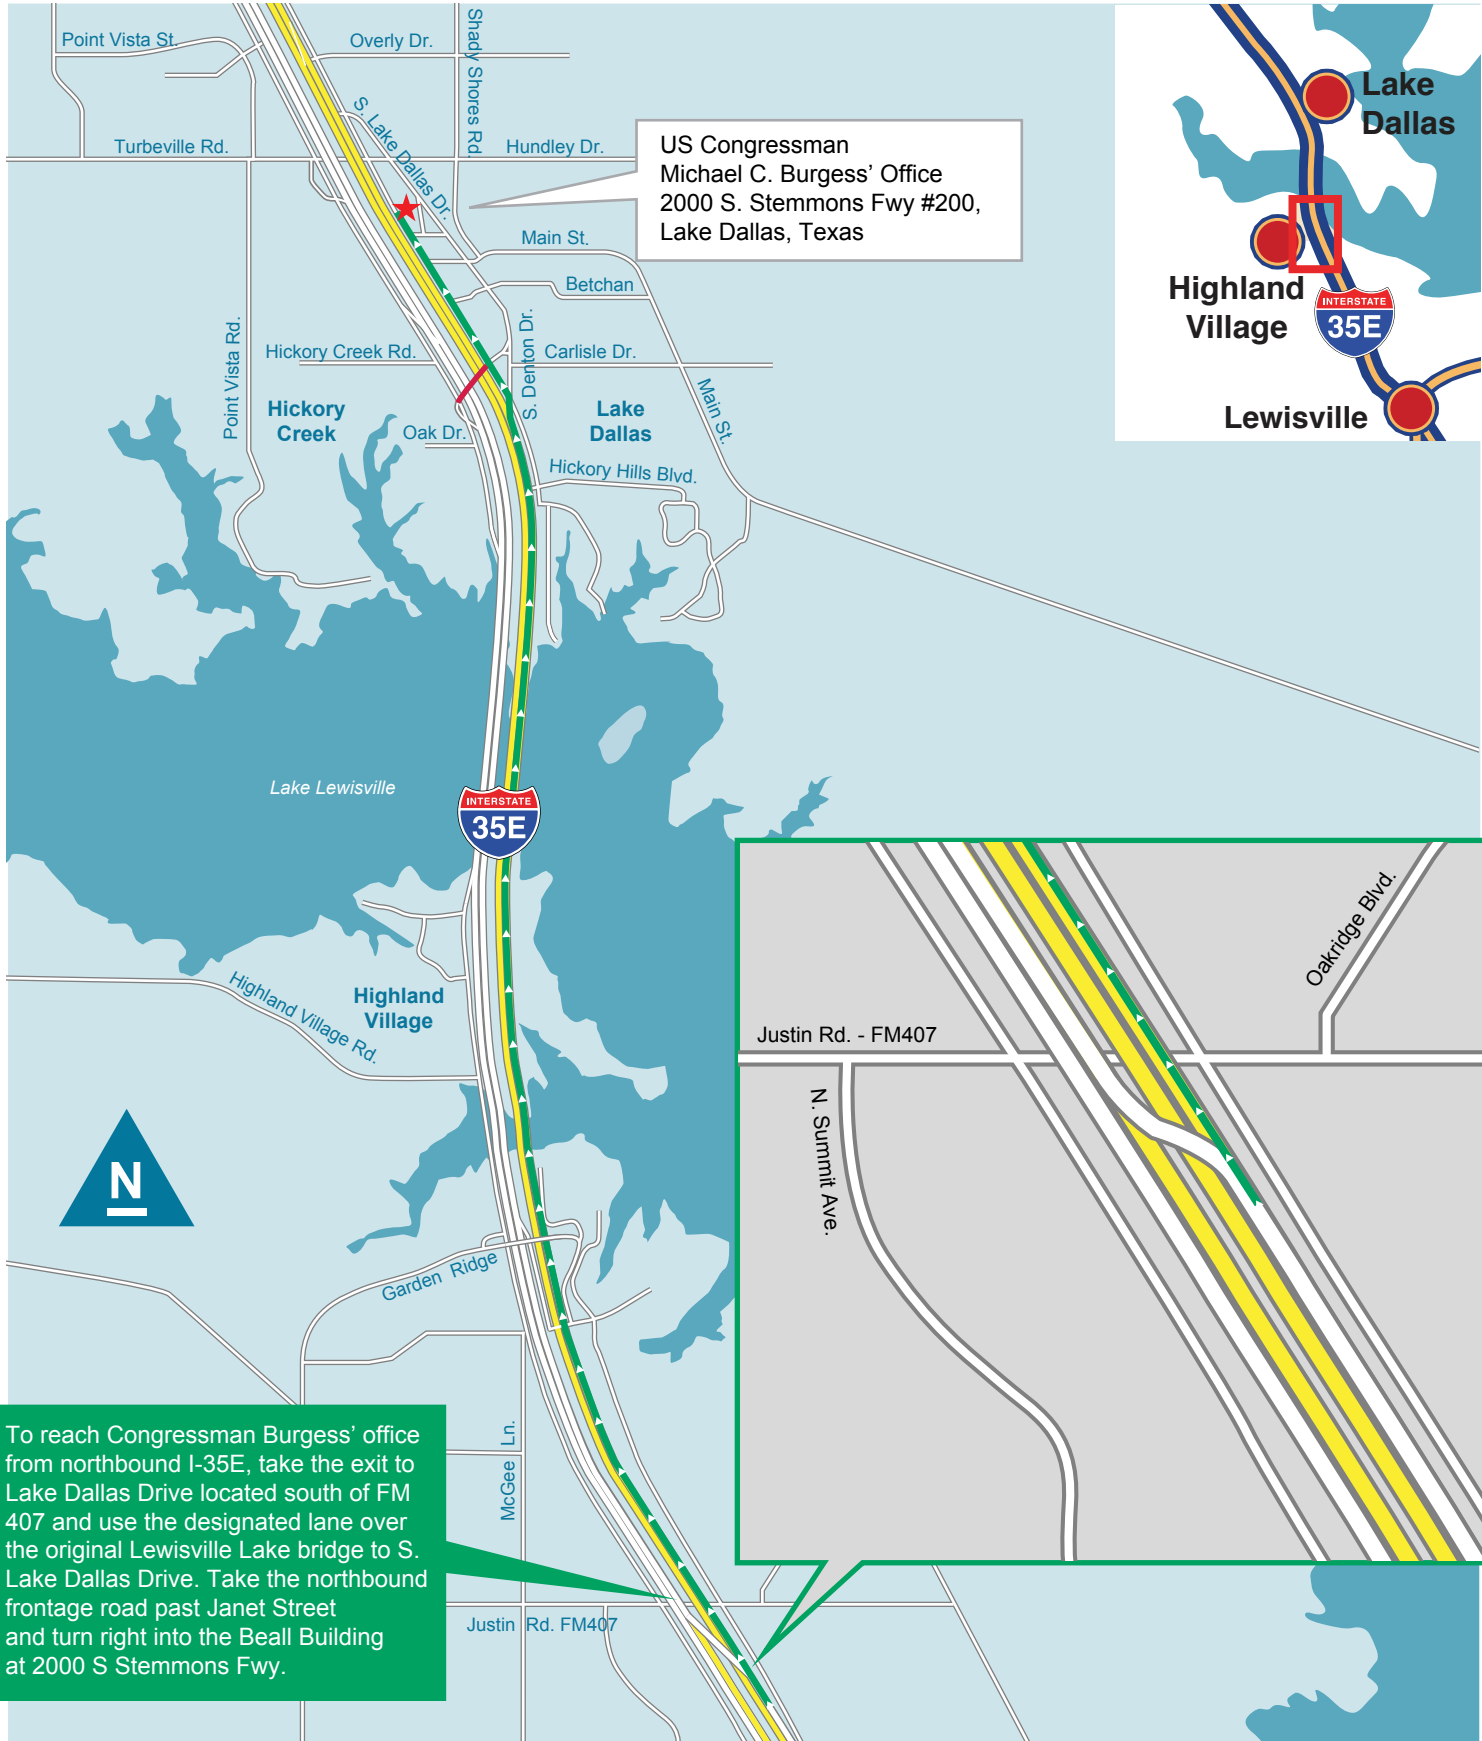 Point Vista St.
Overly Dr.
Shady Shores Rd.
S. Lake Dallas Dr.
Turbeville Rd.
Hundley Dr.
US Congressman
Michael C. Burgess’ Office
2000 S. Stemmons Fwy #200,
Lake Dallas, Texas
Lake
Dallas
Highland
Village
INTERSTATE
35E
Lewisville
Main St.
Betchan
Point Vista Rd.
Hickory Creek Rd.
S. Denton Dr.
Carlisle Dr.
Main St.
Hickory
Creek
Lake
Dallas
Oak Dr.
Hickory Hills Blvd.
Lake Lewisville
INTERSTATE
35E
Highland Village Rd.
Highland
Village
N
Garden Ridge
McGee Ln.
Justin Rd. FM407
Oakridge Blvd.
Justin Rd. - FM407
N. Summit Ave.
To reach Congressman Burgess’ office
from northbound I-35E, take the exit to
Lake Dallas Drive located south of FM
407 and use the designated lane over
the original Lewisville Lake bridge to S.
Lake Dallas Drive. Take the northbound
frontage road past Janet Street
and turn right into the Beall Building
at 2000 S Stemmons Fwy.